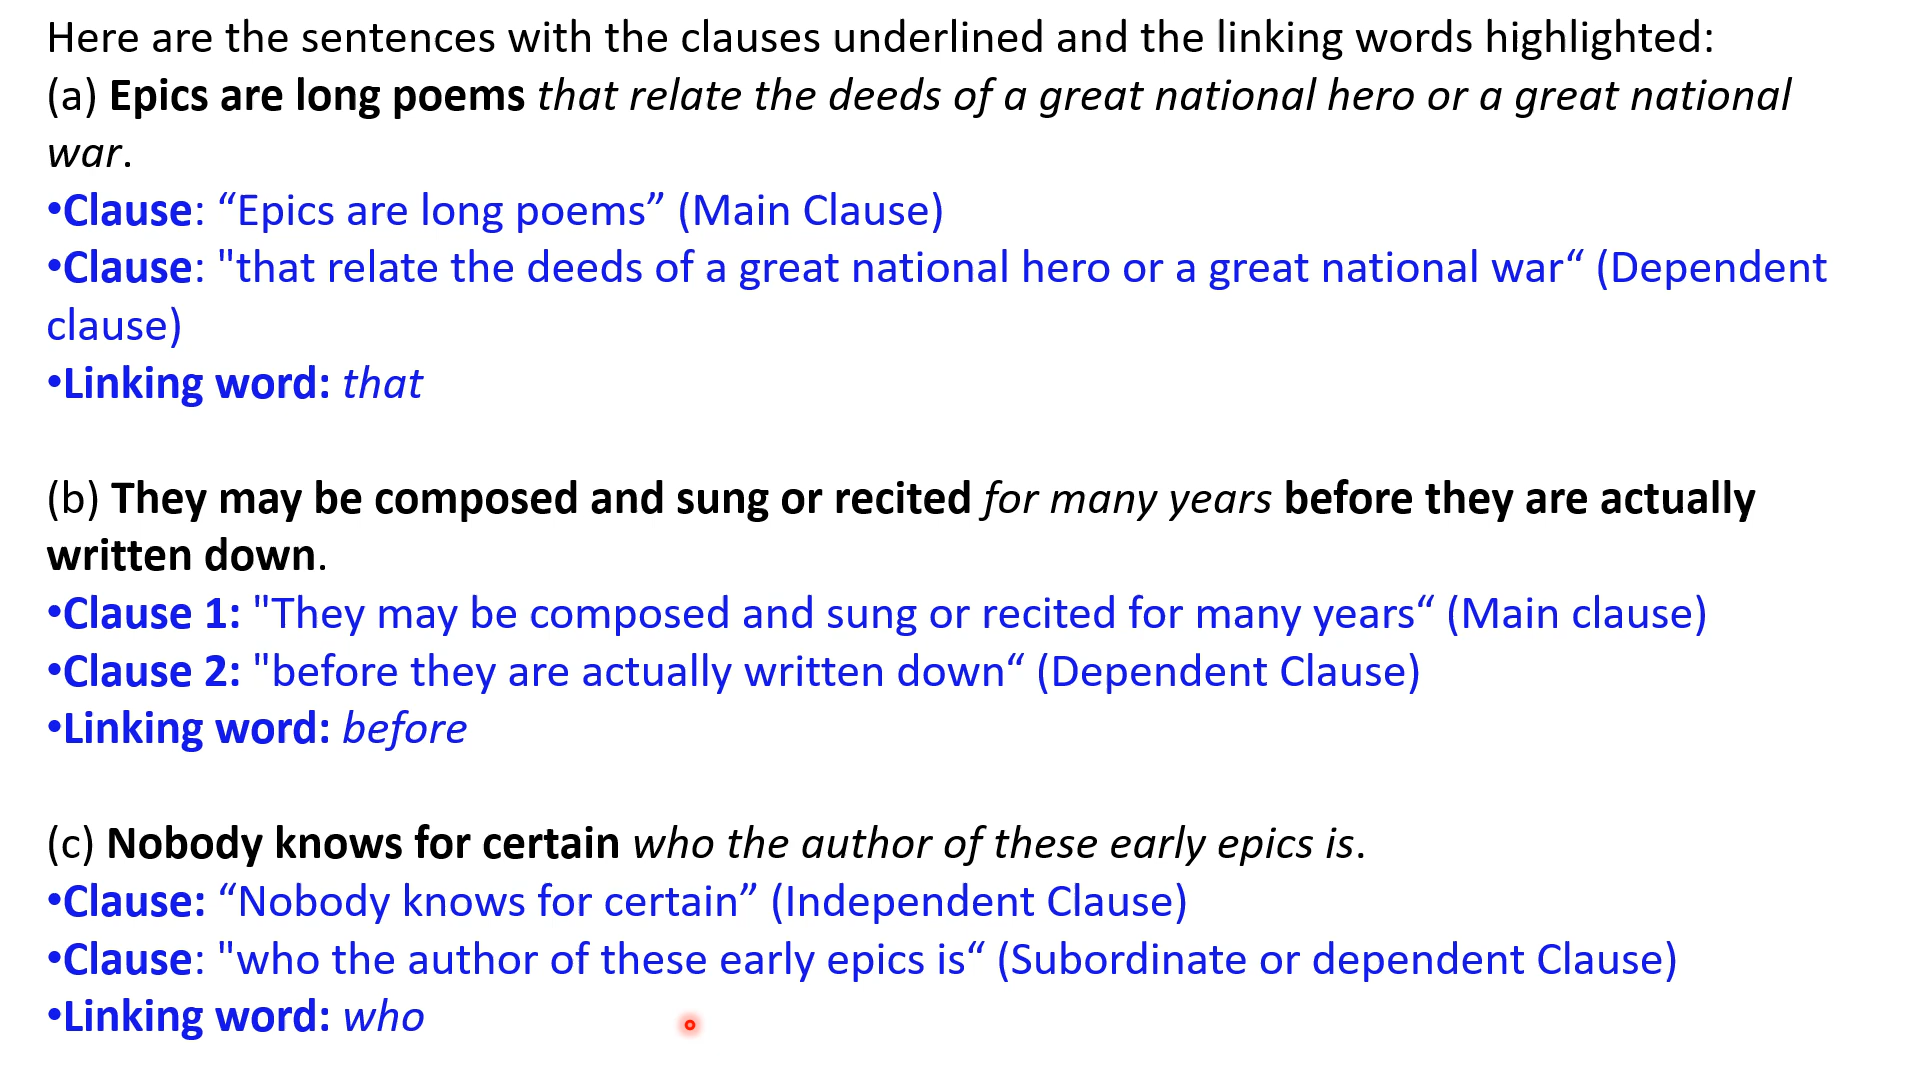 Here are the sentences with the clauses underlined and the linking words highlighted:
(a) Epics are long poems that relate the deeds of a great national hero or a great national
war.
•Clause: “Epics are long poems” (Main Clause)
•Clause: "that relate the deeds of a great national hero or a great national war“ (Dependent
clause)
•Linking word: that
(b) They may be composed and sung or recited for many years before they are actually
written down.
•Clause 1: "They may be composed and sung or recited for many years“ (Main clause)
•Clause 2: "before they are actually written down“ (Dependent Clause)
•Linking word: before
(c) Nobody knows for certain who the author of these early epics is.
•Clause: “Nobody knows for certain” (Independent Clause)
•Clause: "who the author of these early epics is“ (Subordinate or dependent Clause)
•Linking word: who